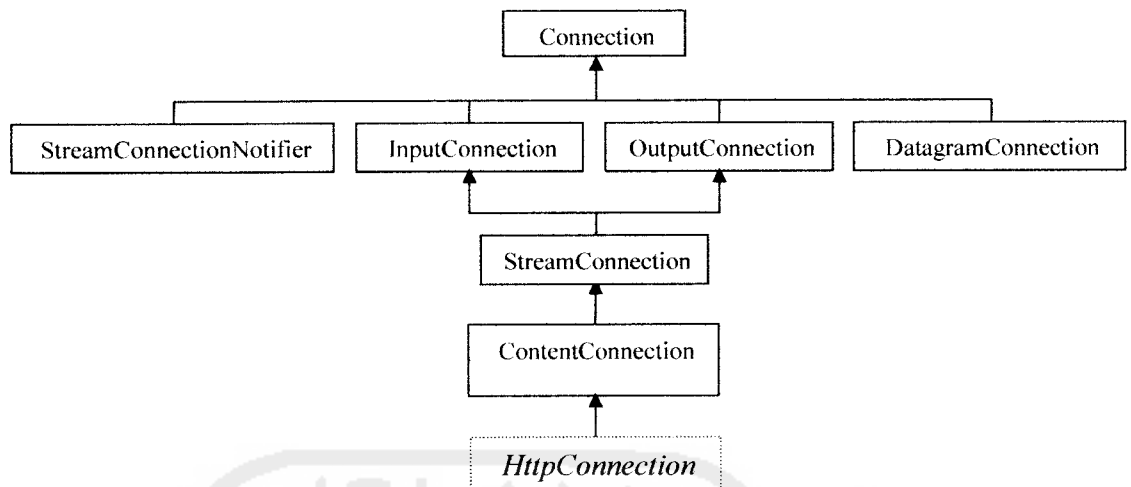 Connection
StreamConnectionNotifier
InputConnection
OutputConnection
DatagramConnection
StreamConnection
ContentConnection
HttpConnection